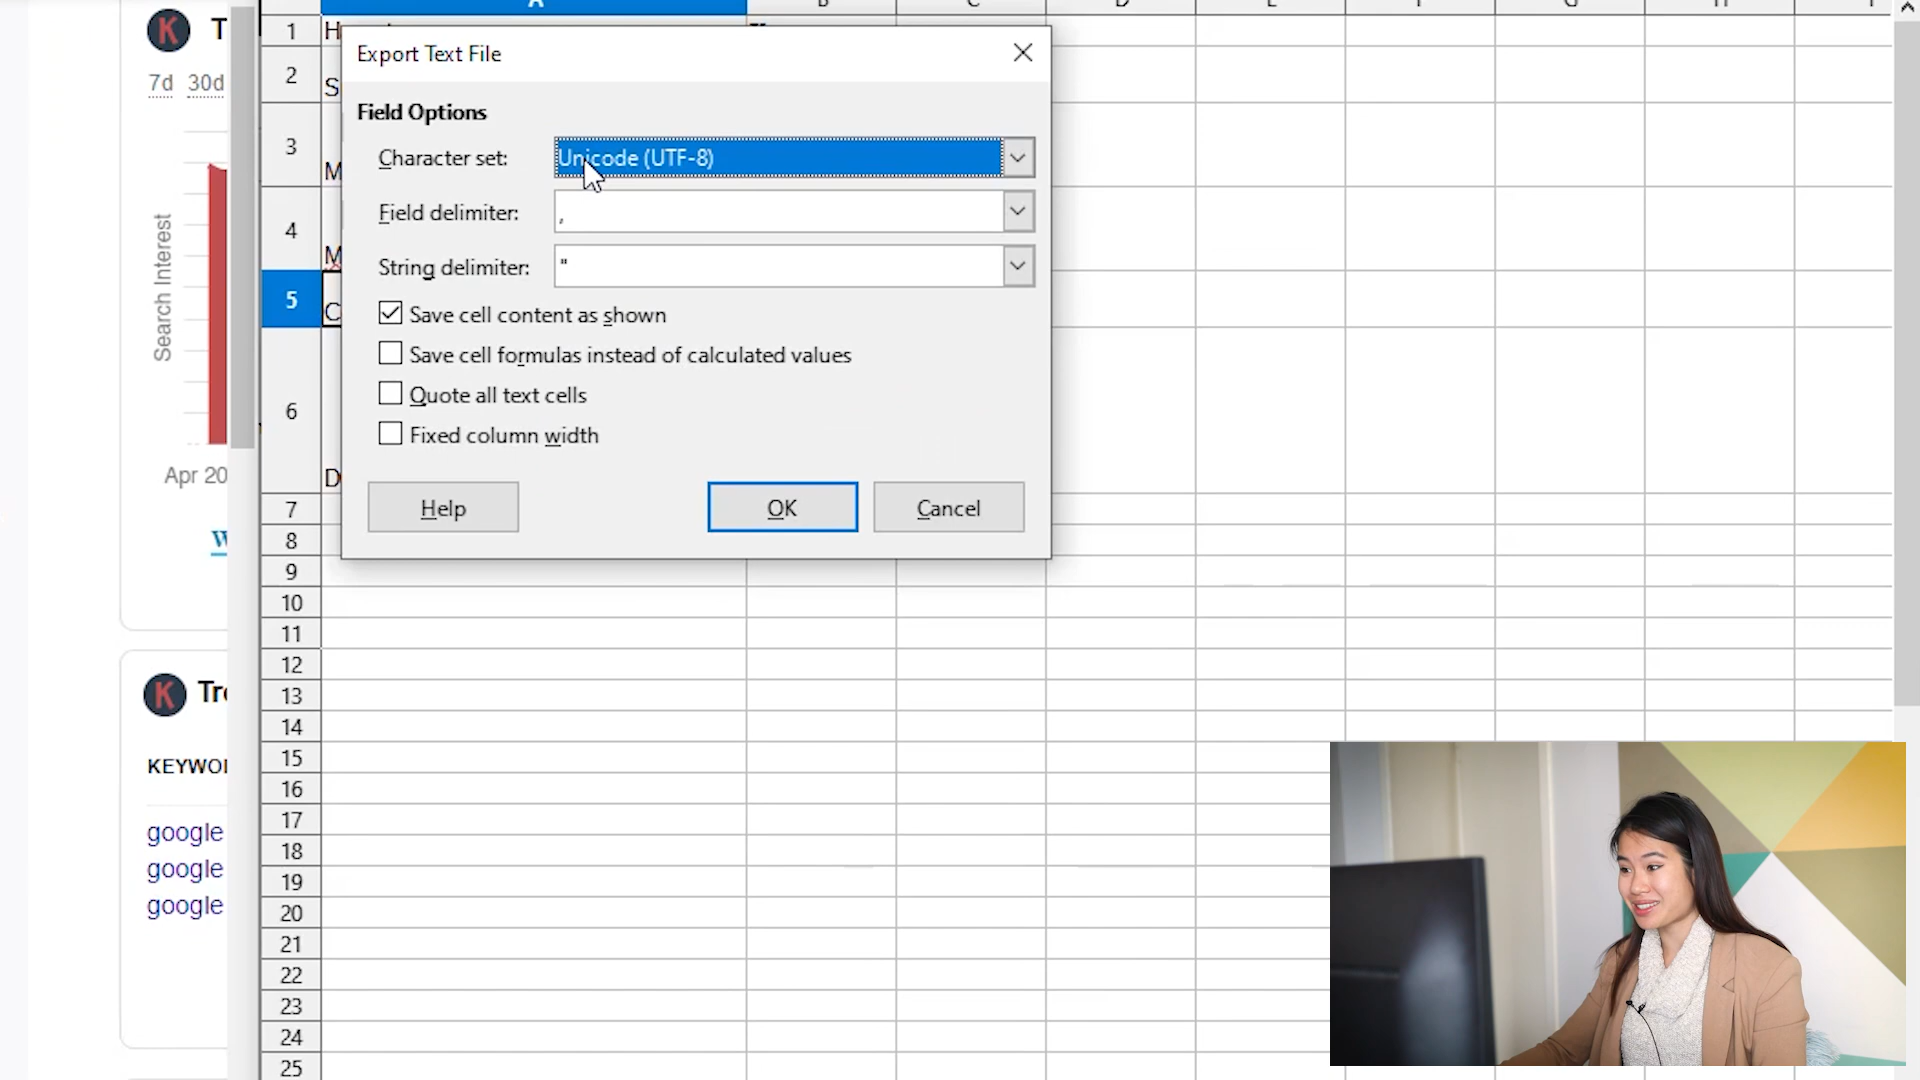 Export Text File
Field Options
Character set:
Unicode (UTF-8)
Field delimiter:
,
String delimiter:
"
Save cell content as shown
Save cell formulas instead of calculated values
Quote all text cells
Fixed column width
Help
OK
Cancel
K
T
7d 30d
Search Interest
Apr 20
W
K
KEYWO
google
google
google
A
1
2
S
3
M
4
M
5
C
6
D
7
8
9
10
11
12
13
14
15
16
17
18
19
20
21
22
23
24
25